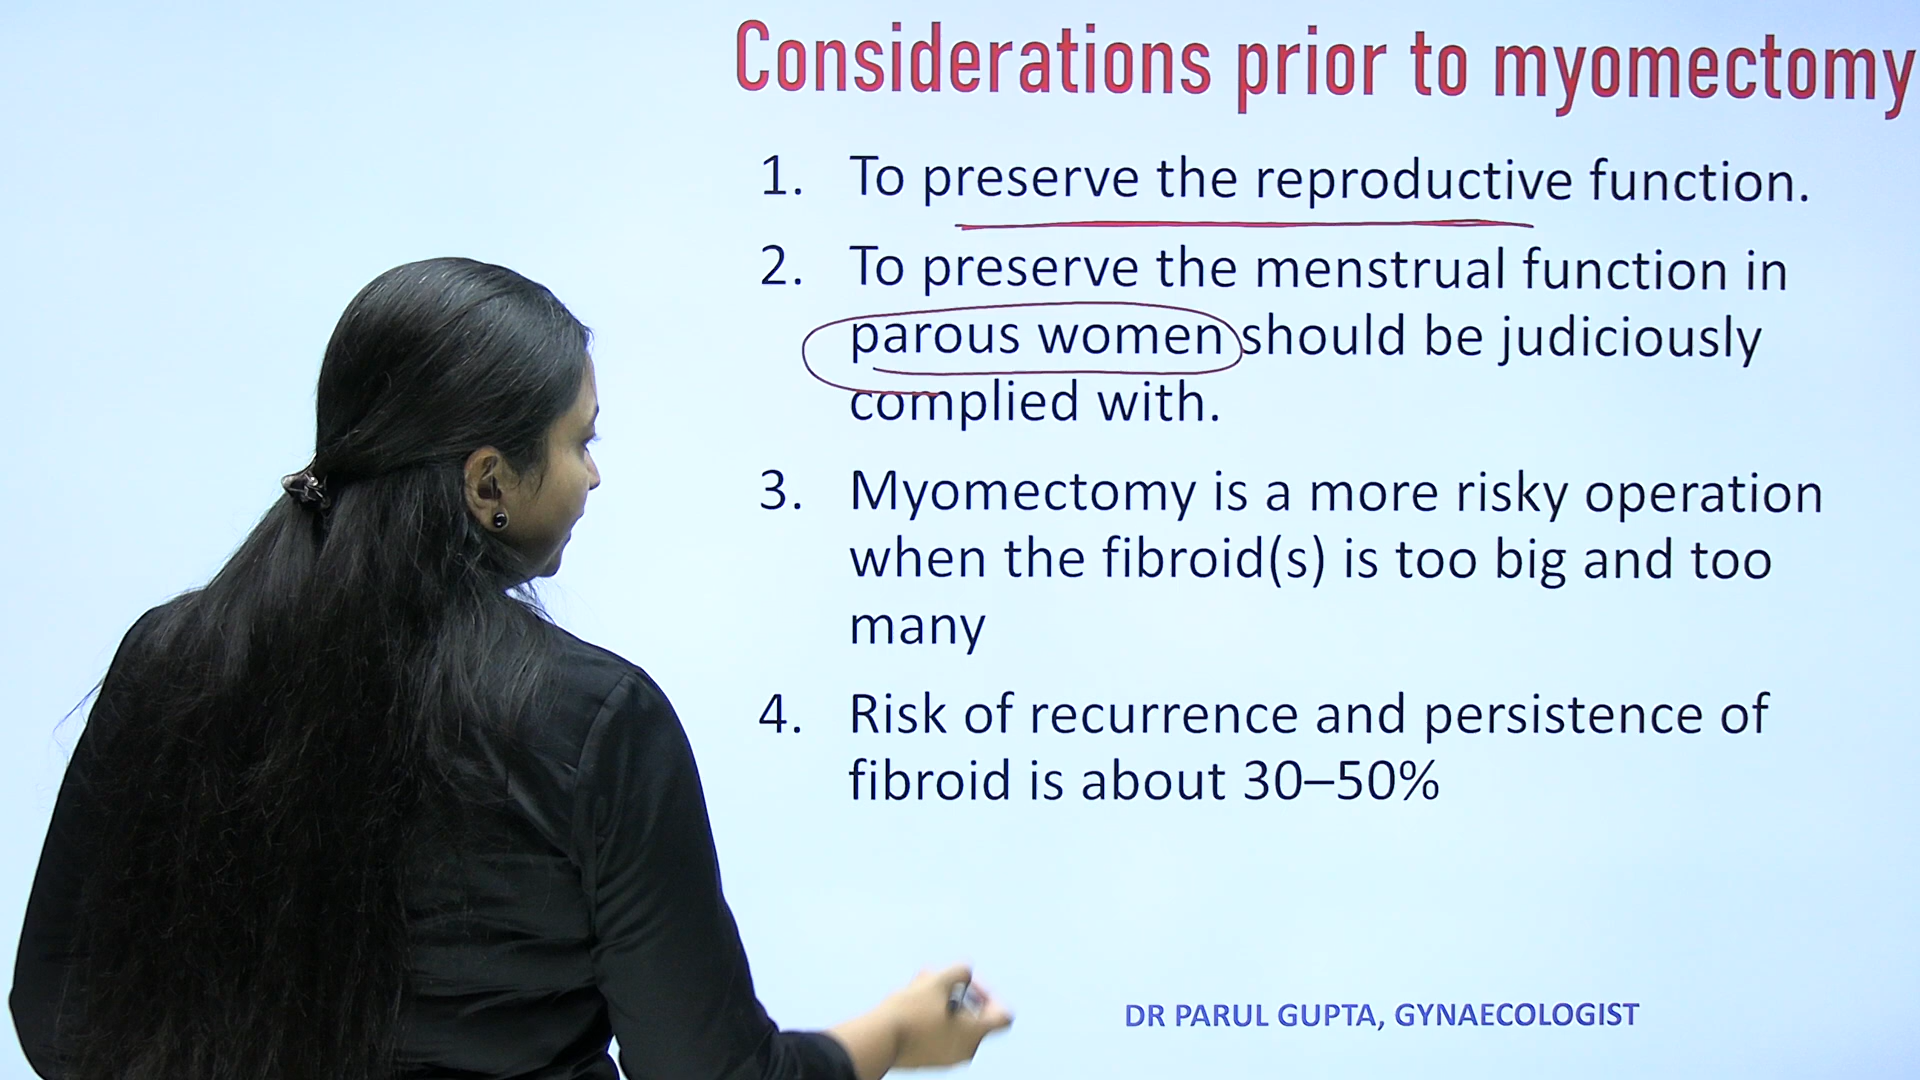 Considerations prior to myomectomy
1. To preserve the reproductive function.
2. To preserve the menstrual function in
parous women should be judiciously
complied with.
3. Myomectomy is a more risky operation
when the fibroid(s) is too big and too
many
4. Risk of recurrence and persistence of
fibroid is about 30–50%
DR PARUL GUPTA, GYNAECOLOGIST